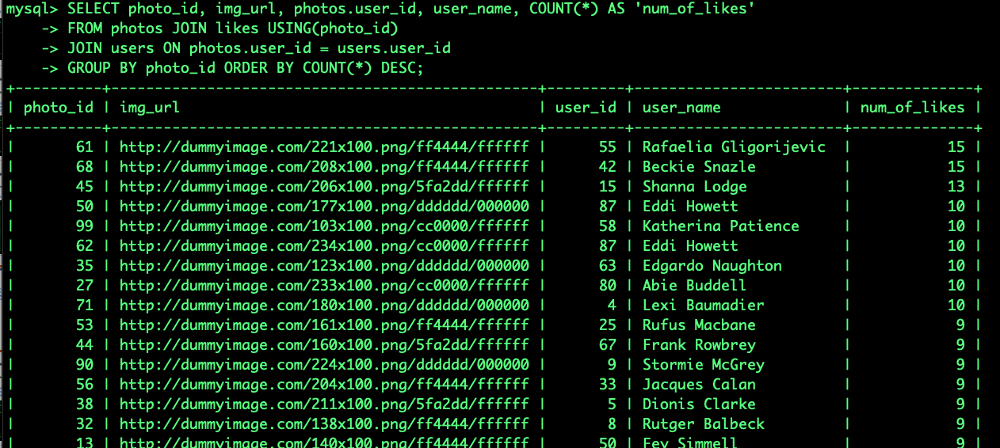 mysql> SELECT photo_id, img_url, photos.user_id, user_name, COUNT(*) AS 'num_of_likes'
-> FROM photos JOIN likes USING(photo_id)
-> JOIN users ON photos.user_id = users.user_id
-> GROUP BY photo_id ORDER BY COUNT(*) DESC;
+----------+-------------------------------------------------+---------+------------------------+--------------+
| photo_id | img_url | user_id | user_name | num_of_likes |
+----------+-------------------------------------------------+---------+------------------------+--------------+
| 61 | http://dummyimage.com/221x100.png/ff4444/ffffff | 55 | Rafaelia Gligorijevic | 15 |
| 68 | http://dummyimage.com/208x100.png/ff4444/ffffff | 42 | Beckie Snazle | 15 |
| 45 | http://dummyimage.com/206x100.png/5fa2dd/ffffff | 15 | Shanna Lodge | 13 |
| 50 | http://dummyimage.com/177x100.png/dddddd/000000 | 87 | Eddi Howett | 10 |
| 99 | http://dummyimage.com/103x100.png/cc0000/ffffff | 58 | Katherina Patience | 10 |
| 62 | http://dummyimage.com/234x100.png/cc0000/ffffff | 87 | Eddi Howett | 10 |
| 35 | http://dummyimage.com/123x100.png/dddddd/000000 | 63 | Edgardo Naughton | 10 |
| 27 | http://dummyimage.com/233x100.png/cc0000/ffffff | 80 | Abie Buddell | 10 |
| 71 | http://dummyimage.com/180x100.png/dddddd/000000 | 4 | Lexi Baumadier | 10 |
| 53 | http://dummyimage.com/161x100.png/ff4444/ffffff | 25 | Rufus Macbane | 9 |
| 44 | http://dummyimage.com/160x100.png/5fa2dd/ffffff | 67 | Frank Rowbrey | 9 |
| 90 | http://dummyimage.com/224x100.png/dddddd/000000 | 9 | Stormie McGrey | 9 |
| 56 | http://dummyimage.com/204x100.png/ff4444/ffffff | 33 | Jacques Calan | 9 |
| 38 | http://dummyimage.com/211x100.png/5fa2dd/ffffff | 5 | Dionis Clarke | 9 |
| 32 | http://dummyimage.com/138x100.png/ff4444/ffffff | 8 | Rutger Balbeck | 9 |
| 13 | http://dummyimage.com/140x100.png/ff4444/ffffff | 50 | Fey Simmell | 9 |